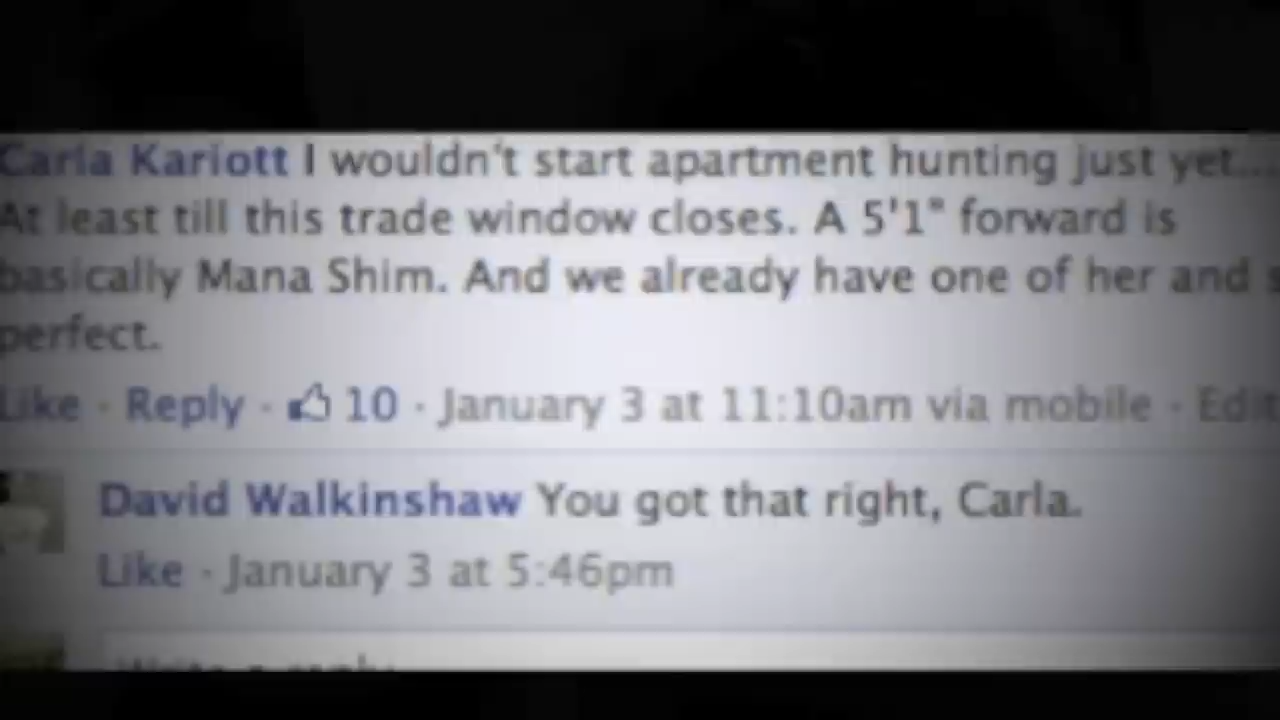 Carla Kariott I wouldn't start apartment hunting just yet...
At least till this trade window closes. A 5'1" forward is
basically Mana Shim. And we already have one of her and
perfect.
Like · Reply · 10 · January 3 at 11:10am via mobile · Edit
David Walkinshaw You got that right, Carla.
Like · January 3 at 5:46pm
Write a reply